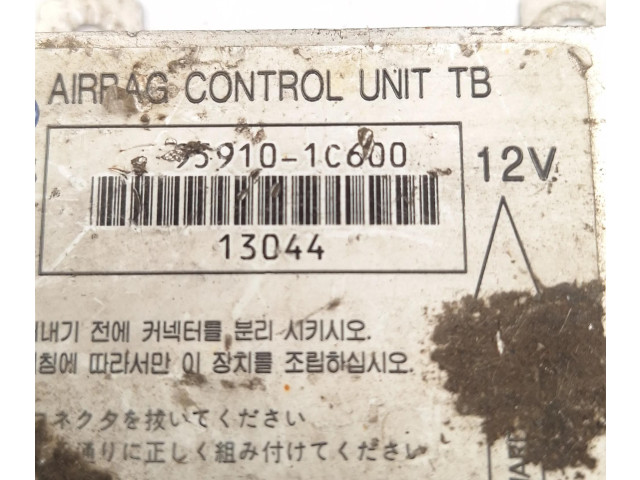 AIRBAG CONTROL UNIT TB
95910-1C600
12V
13044
내기 전에 커넥터를 분리 시키시오.
침에 따라서만 이 장치를 조립하십시오.
コネクタを抜いてください
通りに正しく組み付けてください